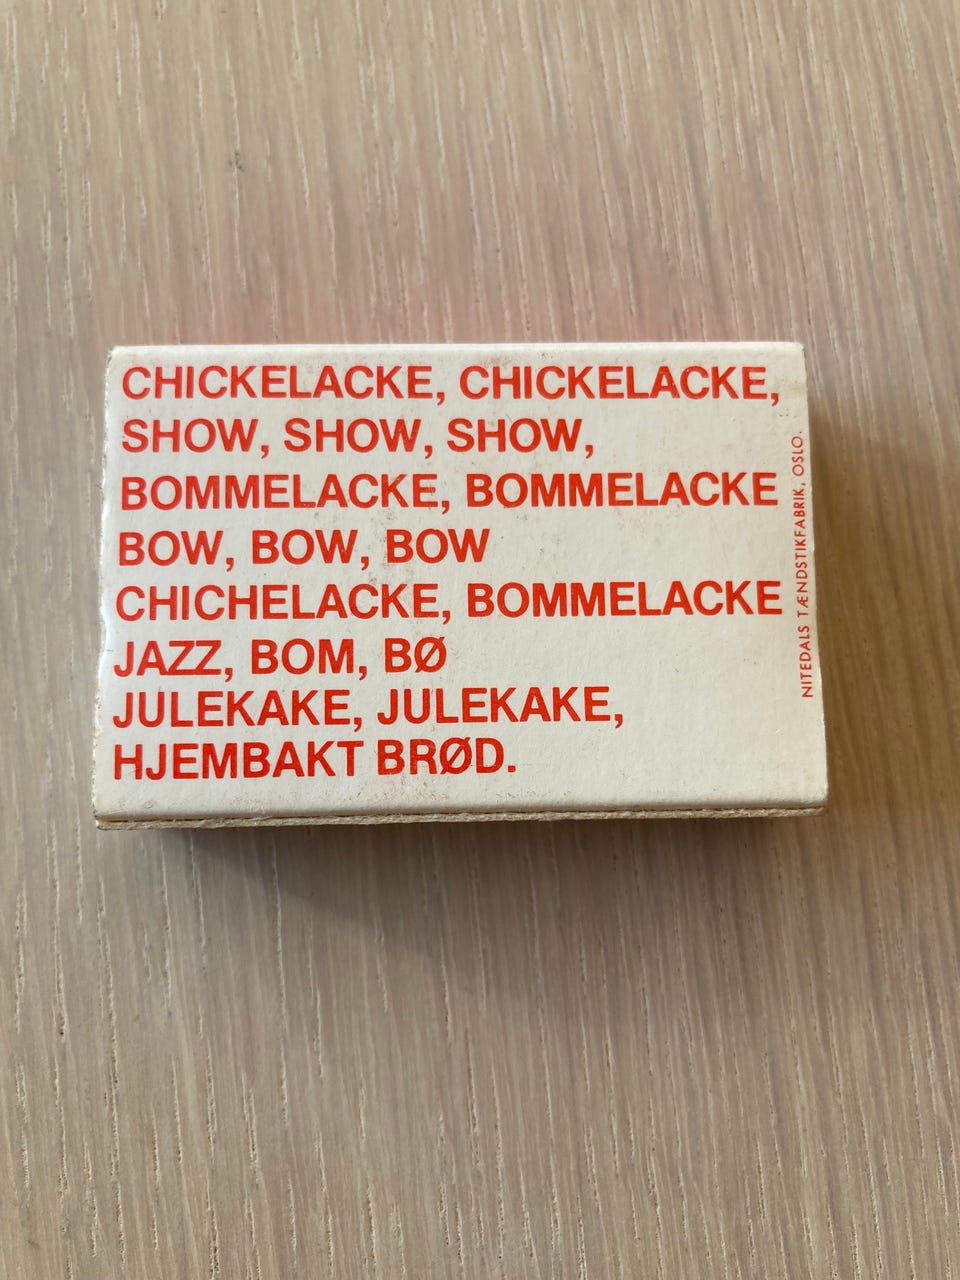 CHICKELACKE, CHICKELACKE,
SHOW, SHOW, SHOW,
BOMMELACKE, BOMMELACKE
BOW, BOW, BOW
CHICHELACKE, BOMMELACKE
JAZZ, BOM, BØ
JULEKAKE, JULEKAKE,
HJEMBAKT BRØD.
NITEDALS TÆNDSTIKFABRIK, OSLO.